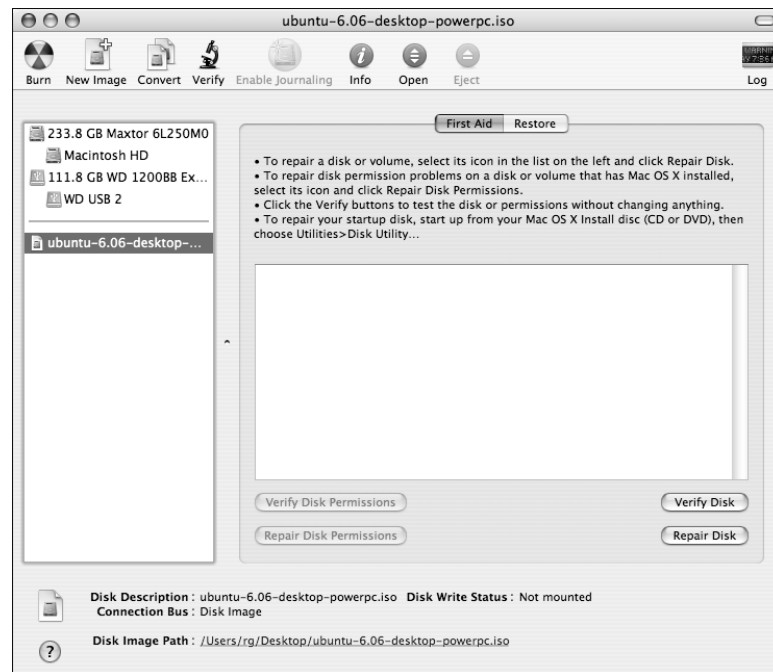 ubuntu-6.06-desktop-powerpc.iso
Burn New Image Convert Verify Enable Journaling Info Open Eject Log
233.8 GB Maxtor 6L250M0
Macintosh HD
111.8 GB WD 1200BB Ex...
WD USB 2
ubuntu-6.06-desktop-...
First Aid Restore
• To repair a disk or volume, select its icon in the list on the left and click Repair Disk.
• To repair disk permission problems on a disk or volume that has Mac OS X installed,
select its icon and click Repair Disk Permissions.
• Click the Verify buttons to test the disk or permissions without changing anything.
• To repair your startup disk, start up from your Mac OS X Install disc (CD or DVD), then
choose Utilities>Disk Utility...
Verify Disk Permissions Verify Disk
Repair Disk Permissions Repair Disk
Disk Description : ubuntu-6.06-desktop-powerpc.iso Disk Write Status : Not mounted
Connection Bus : Disk Image
Disk Image Path : /Users/rg/Desktop/ubuntu-6.06-desktop-powerpc.iso
?